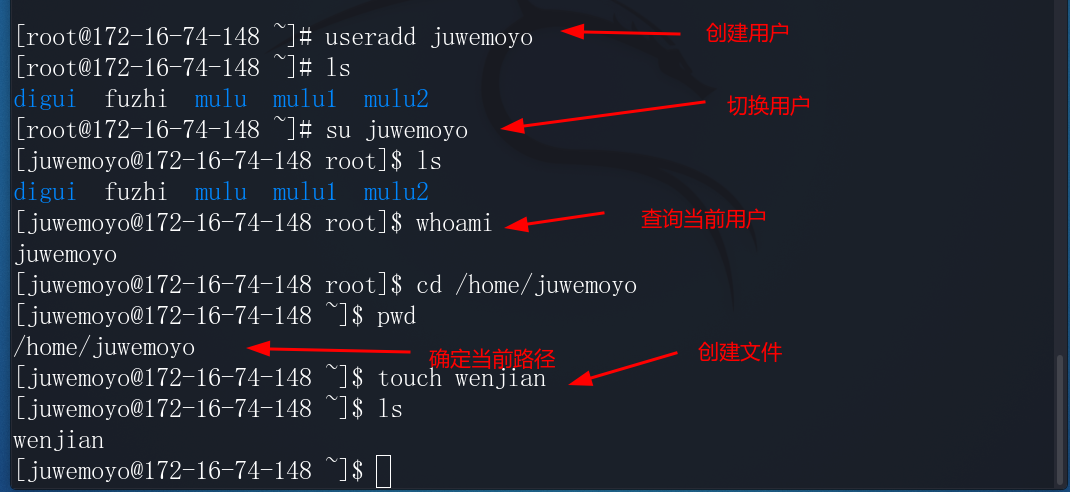 [root@172-16-74-148 ~]# useradd juwemoyo 创建用户
[root@172-16-74-148 ~]# ls
digui fuzhi mulu mulu1 mulu2
切换用户
[root@172-16-74-148 ~]# su juwemoyo
[juwemoyo@172-16-74-148 root]$ ls
digui fuzhi mulu mulu1 mulu2
[juwemoyo@172-16-74-148 root]$ whoami 查询当前用户
juwemoyo
[juwemoyo@172-16-74-148 root]$ cd /home/juwemoyo
[juwemoyo@172-16-74-148 ~]$ pwd
/home/juwemoyo 确定当前路径 创建文件
[juwemoyo@172-16-74-148 ~]$ touch wenjian
[juwemoyo@172-16-74-148 ~]$ ls
wenjian
[juwemoyo@172-16-74-148 ~]$